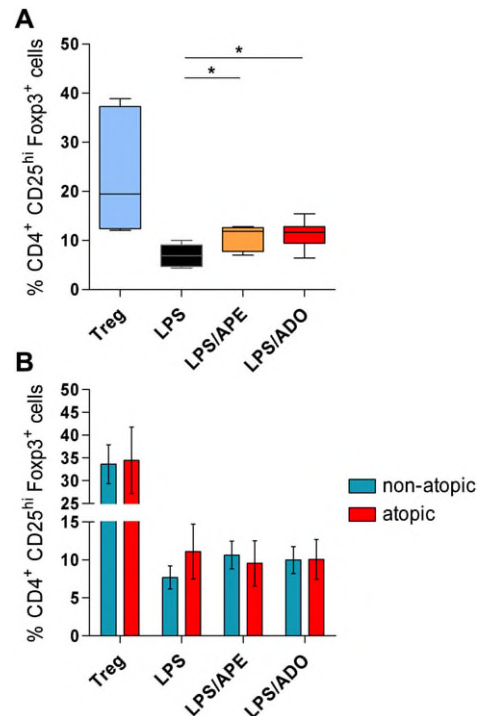 A
% CD4⁺ CD25ʰⁱ Foxp3⁺ cells
50
40
30
20
10
0
*
*
Treg
LPS
LPS/APE
LPS/ADO
B
% CD4⁺ CD25ʰⁱ Foxp3⁺ cells
50
45
40
35
30
25
15
10
5
0
Treg
LPS
LPS/APE
LPS/ADO
non-atopic
atopic